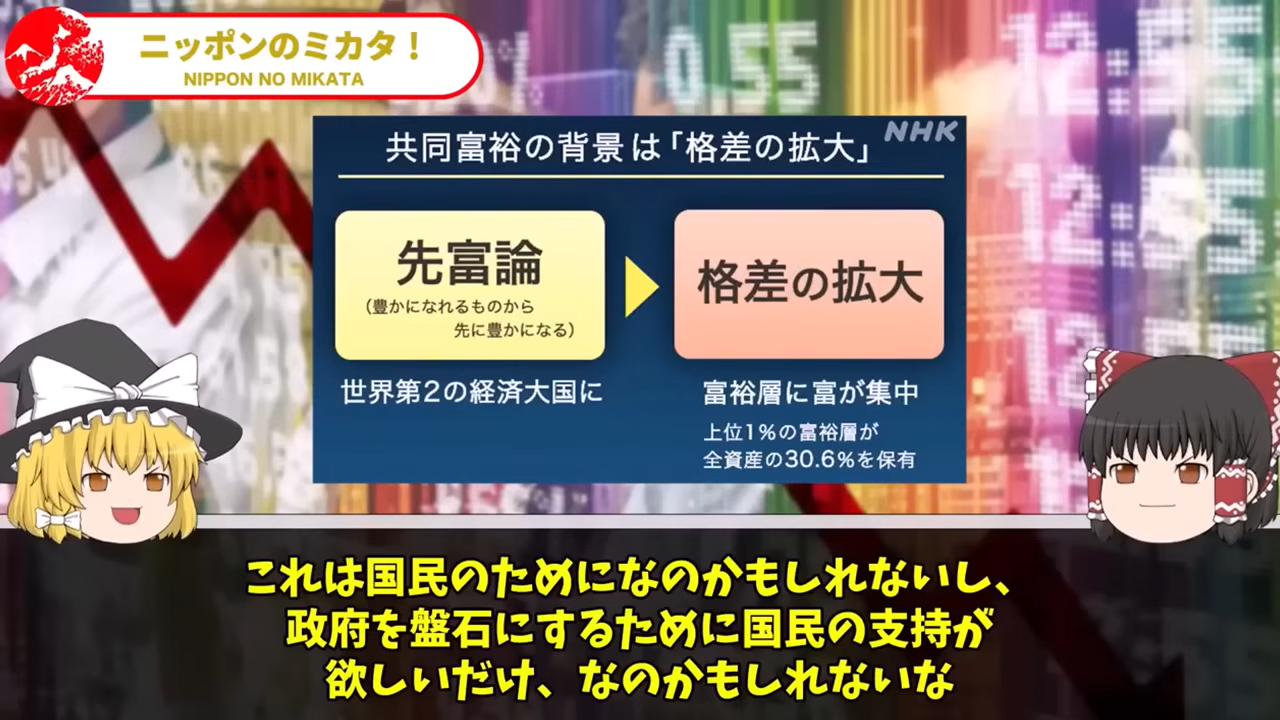 ニッポンのミカタ！
NIPPON NO MIKATA
0.55
12:55
12:55
NHK
共同富裕の背景は「格差の拡大」
先富論
（豊かになれるものから
先に豊かになる）
格差の拡大
世界第2の経済大国に
富裕層に富が集中
上位1％の富裕層が
全資産の30.6％を保有
これは国民のためになのかもしれないし、
政府を盤石にするために国民の支持が
欲しいだけ、なのかもしれないな